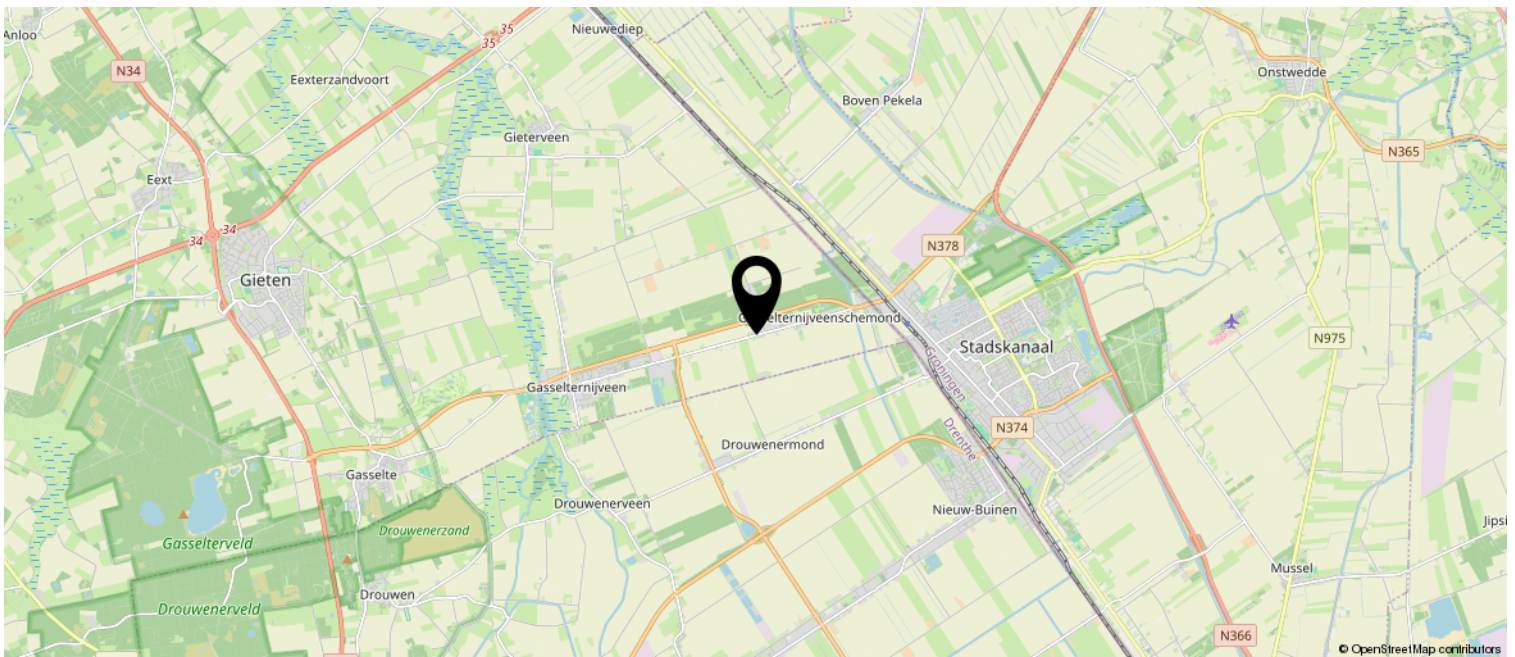 Nieuwediep
35
35
Anloo
N34
Onstwedde
Eexterzandvoort
Boven Pekela
Gieterveen
N365
Eext
34
34
N378
Gieten
Gasselternijveenschemond
N975
Stadskanaal
Groningen
Gasselternijveen
N374
Drouwenermond
Drenthe
Gasselte
Drouwenerveen
Nieuw-Buinen
Jipsi
Drouwenerzand
Gasselterveld
Mussel
Drouwen
Drouwenerveld
N366
© OpenStreetMap contributors